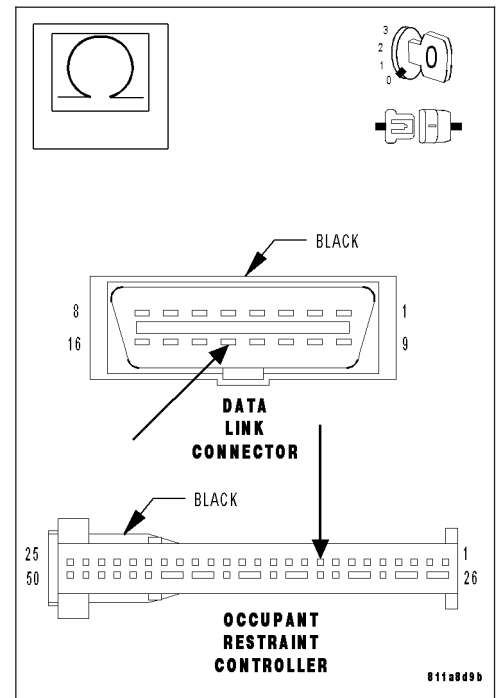 3
2
1
0
BLACK
8 1
16 9
DATA
LINK
CONNECTOR
BLACK
25 1
50 26
OCCUPANT
RESTRAINT
CONTROLLER
811a8d9b